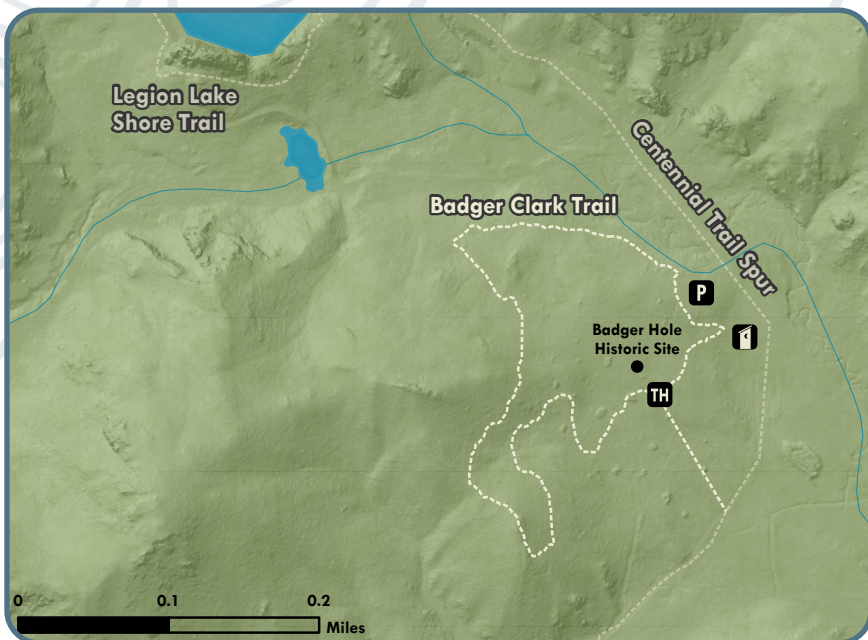 Legion Lake
Shore Trail
Centennial Trail Spur
Badger Clark Trail
P
Badger Hole
Historic Site
TH
0 0.1 0.2
Miles